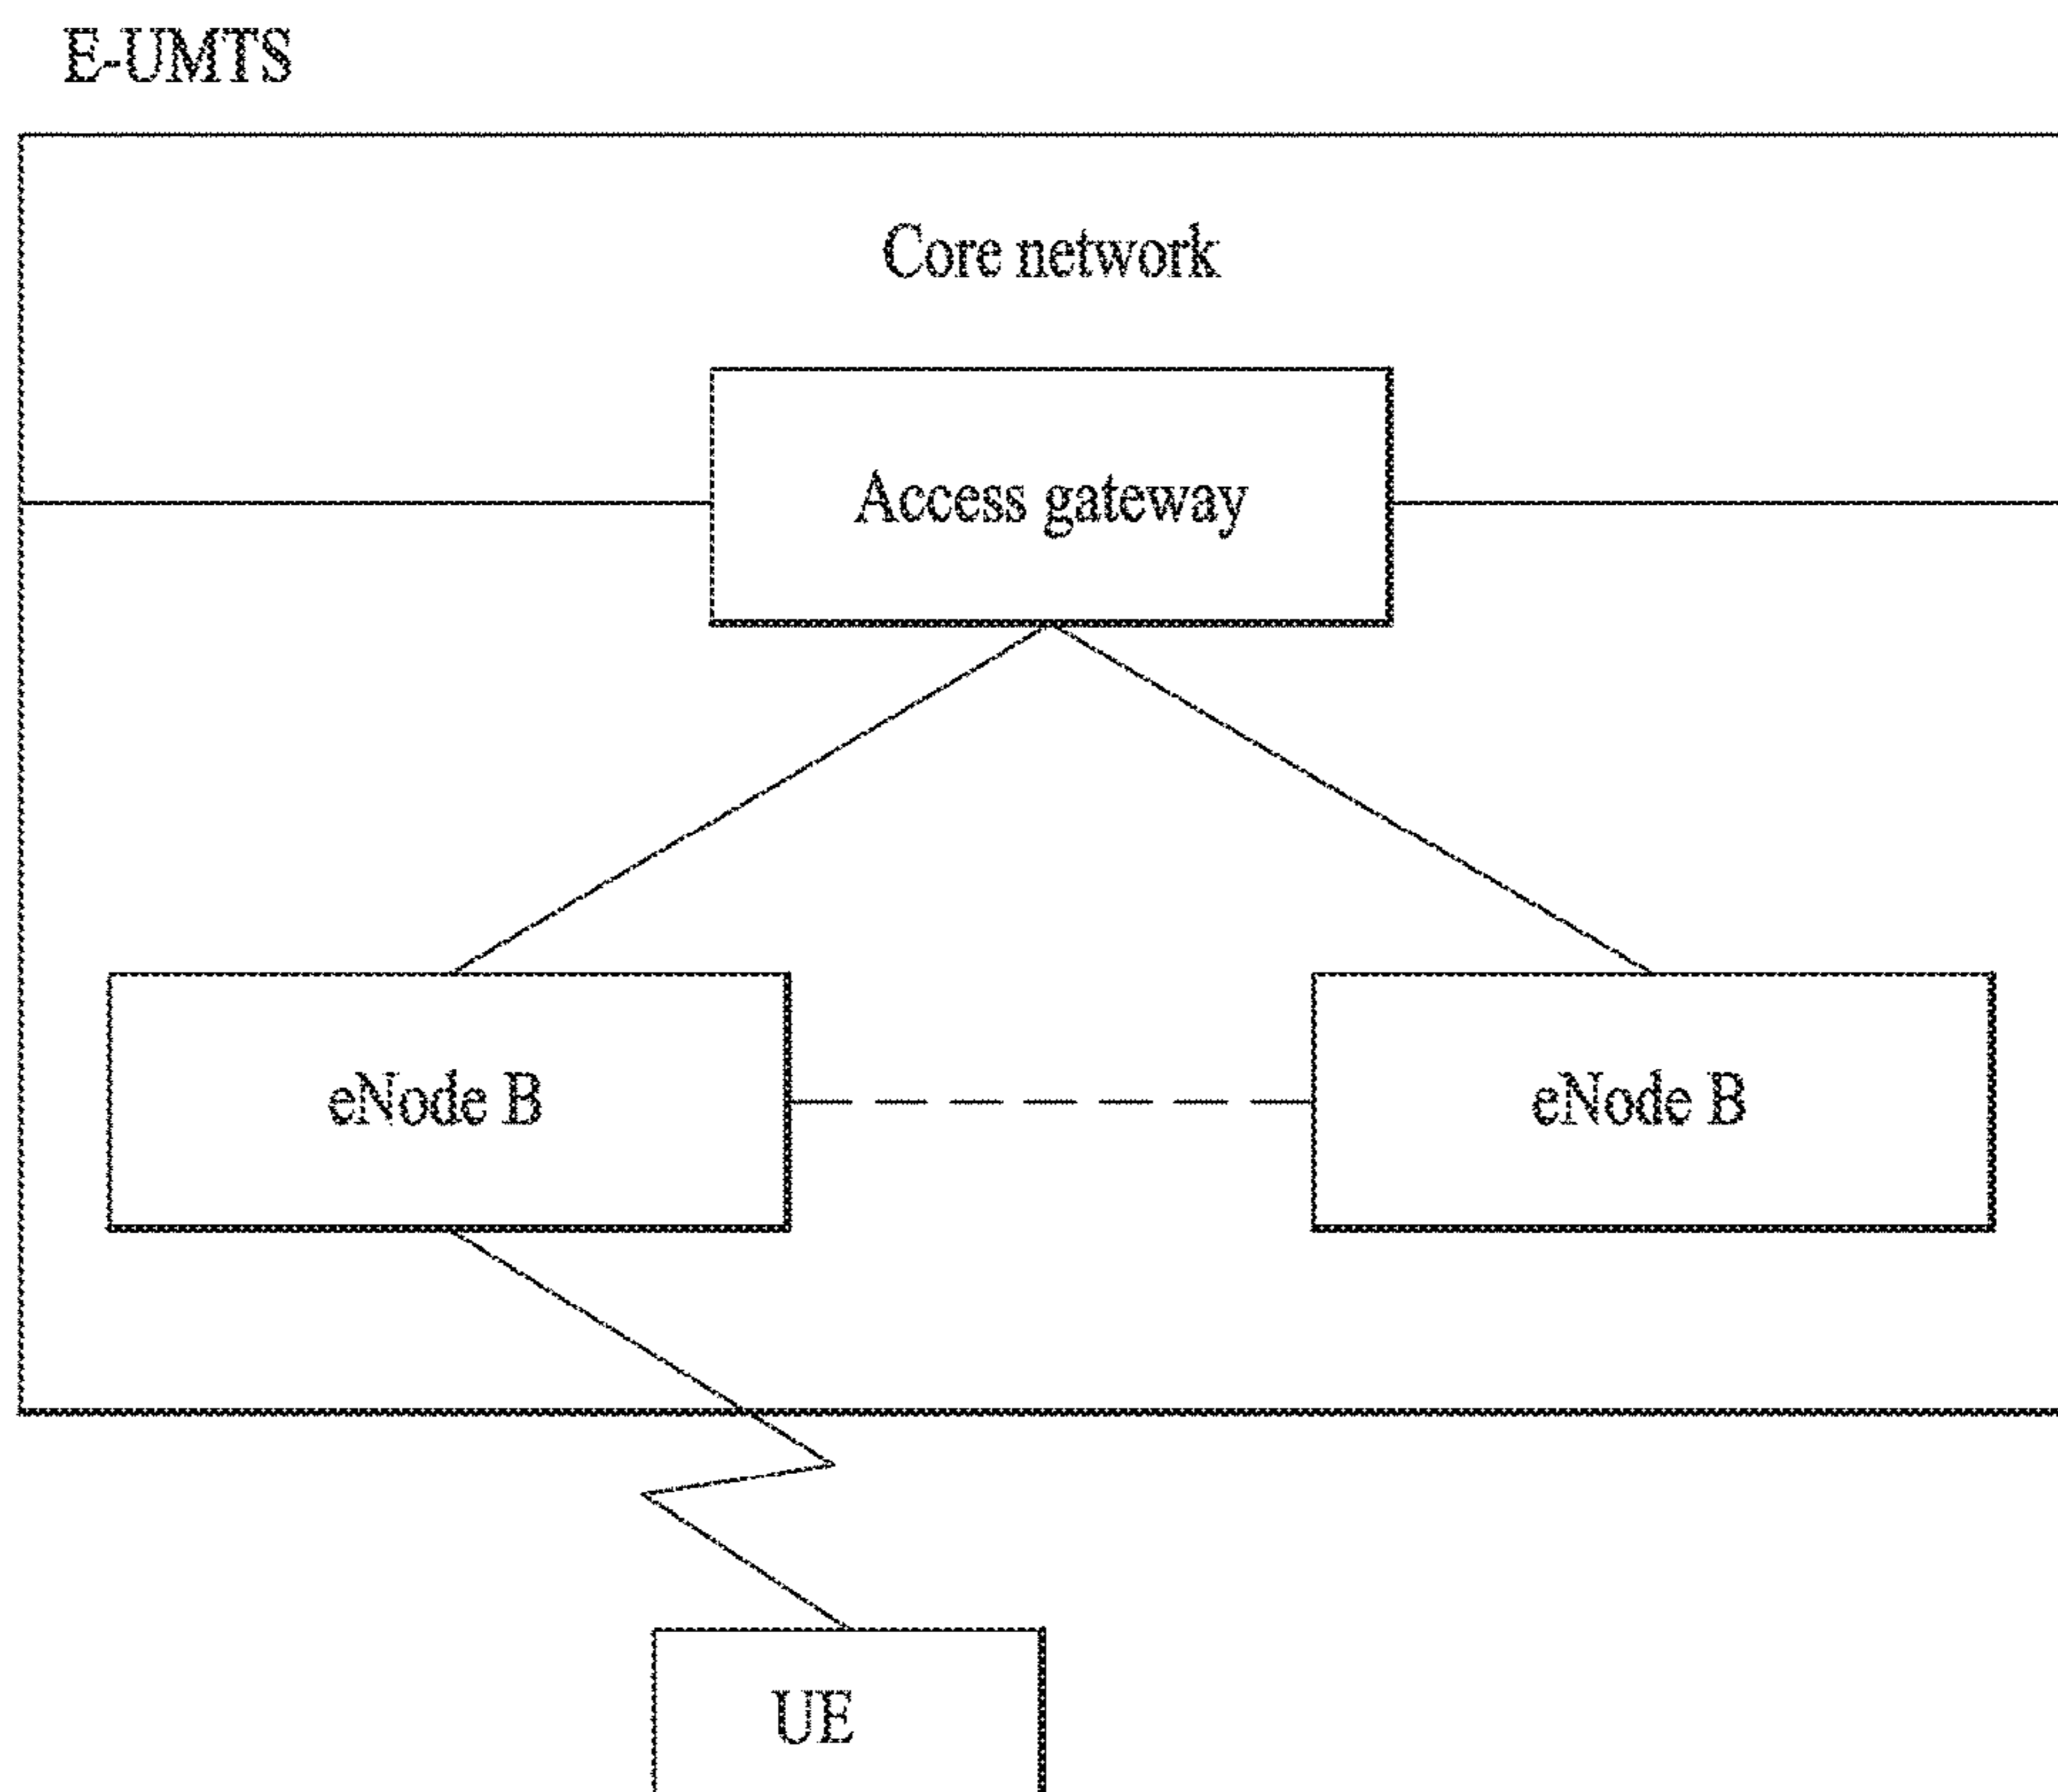 E-UMTS
Core network
Access gateway
eNode B
eNode B
UE